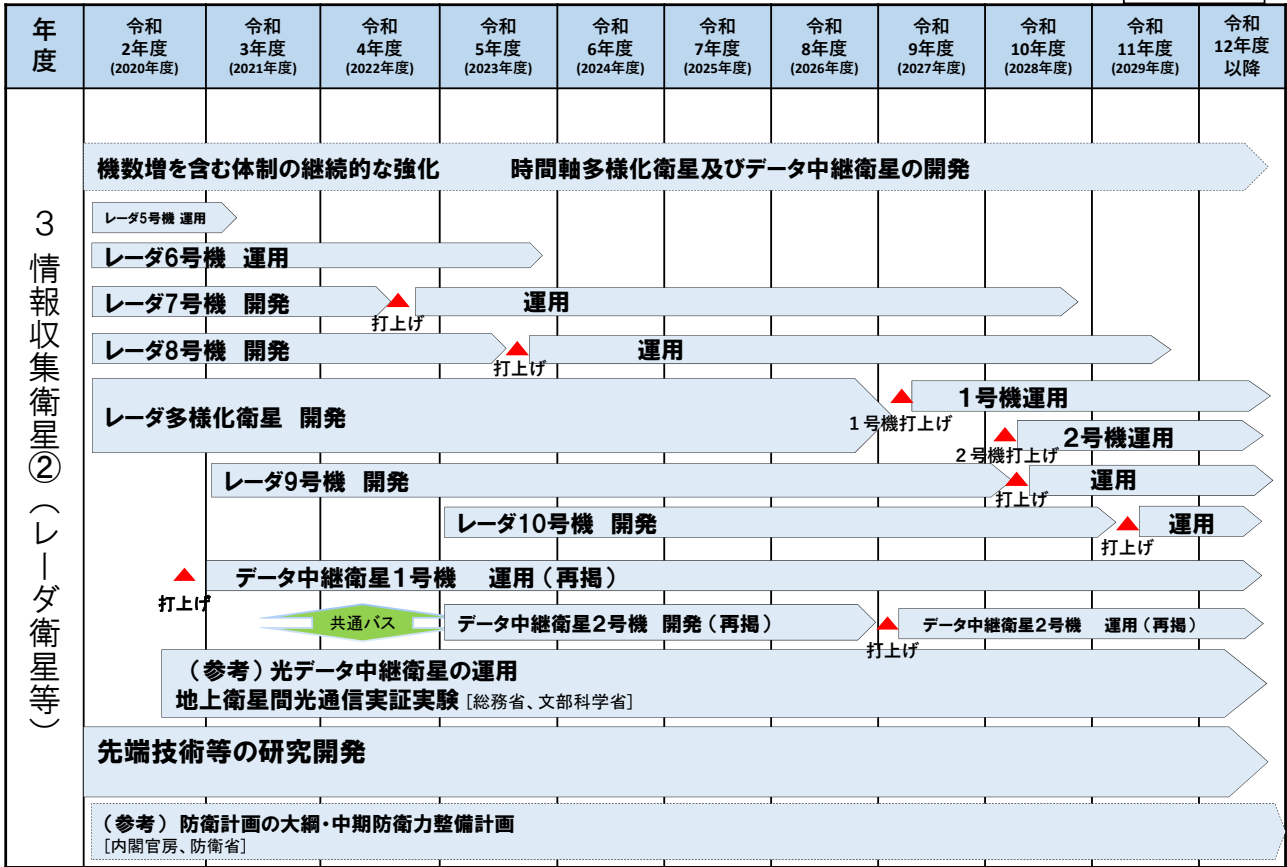 年度
令和
2年度
(2020年度)
令和
3年度
(2021年度)
令和
4年度
(2022年度)
令和
5年度
(2023年度)
令和
6年度
(2024年度)
令和
7年度
(2025年度)
令和
8年度
(2026年度)
令和
9年度
(2027年度)
令和
10年度
(2028年度)
令和
11年度
(2029年度)
令和
12年度
以降
3 情報収集衛星②（レーダ衛星等）
機数増を含む体制の継続的な強化 時間軸多様化衛星及びデータ中継衛星の開発
レーダ5号機 運用
レーダ6号機 運用
レーダ7号機 開発
打上げ
運用
レーダ8号機 開発
打上げ
運用
レーダ多様化衛星 開発
1号機打上げ
1号機運用
2号機打上げ
2号機運用
レーダ9号機 開発
打上げ
運用
レーダ10号機 開発
打上げ
運用
打上げ
データ中継衛星1号機 運用（再掲）
共通バス
データ中継衛星2号機 開発（再掲）
打上げ
データ中継衛星2号機 運用（再掲）
（参考）光データ中継衛星の運用
地上衛星間光通信実証実験 [総務省、文部科学省]
先端技術等の研究開発
（参考）防衛計画の大綱・中期防衛力整備計画
[内閣官房、防衛省]